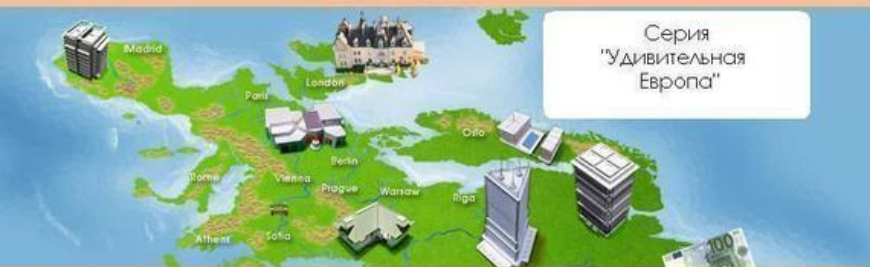 Серия
"Удивительная
Европа"
Madrid
London
Paris
Oslo
Berlin
Rome
Vienna
Prague
Warsaw
Riga
Athens
Sofia
100